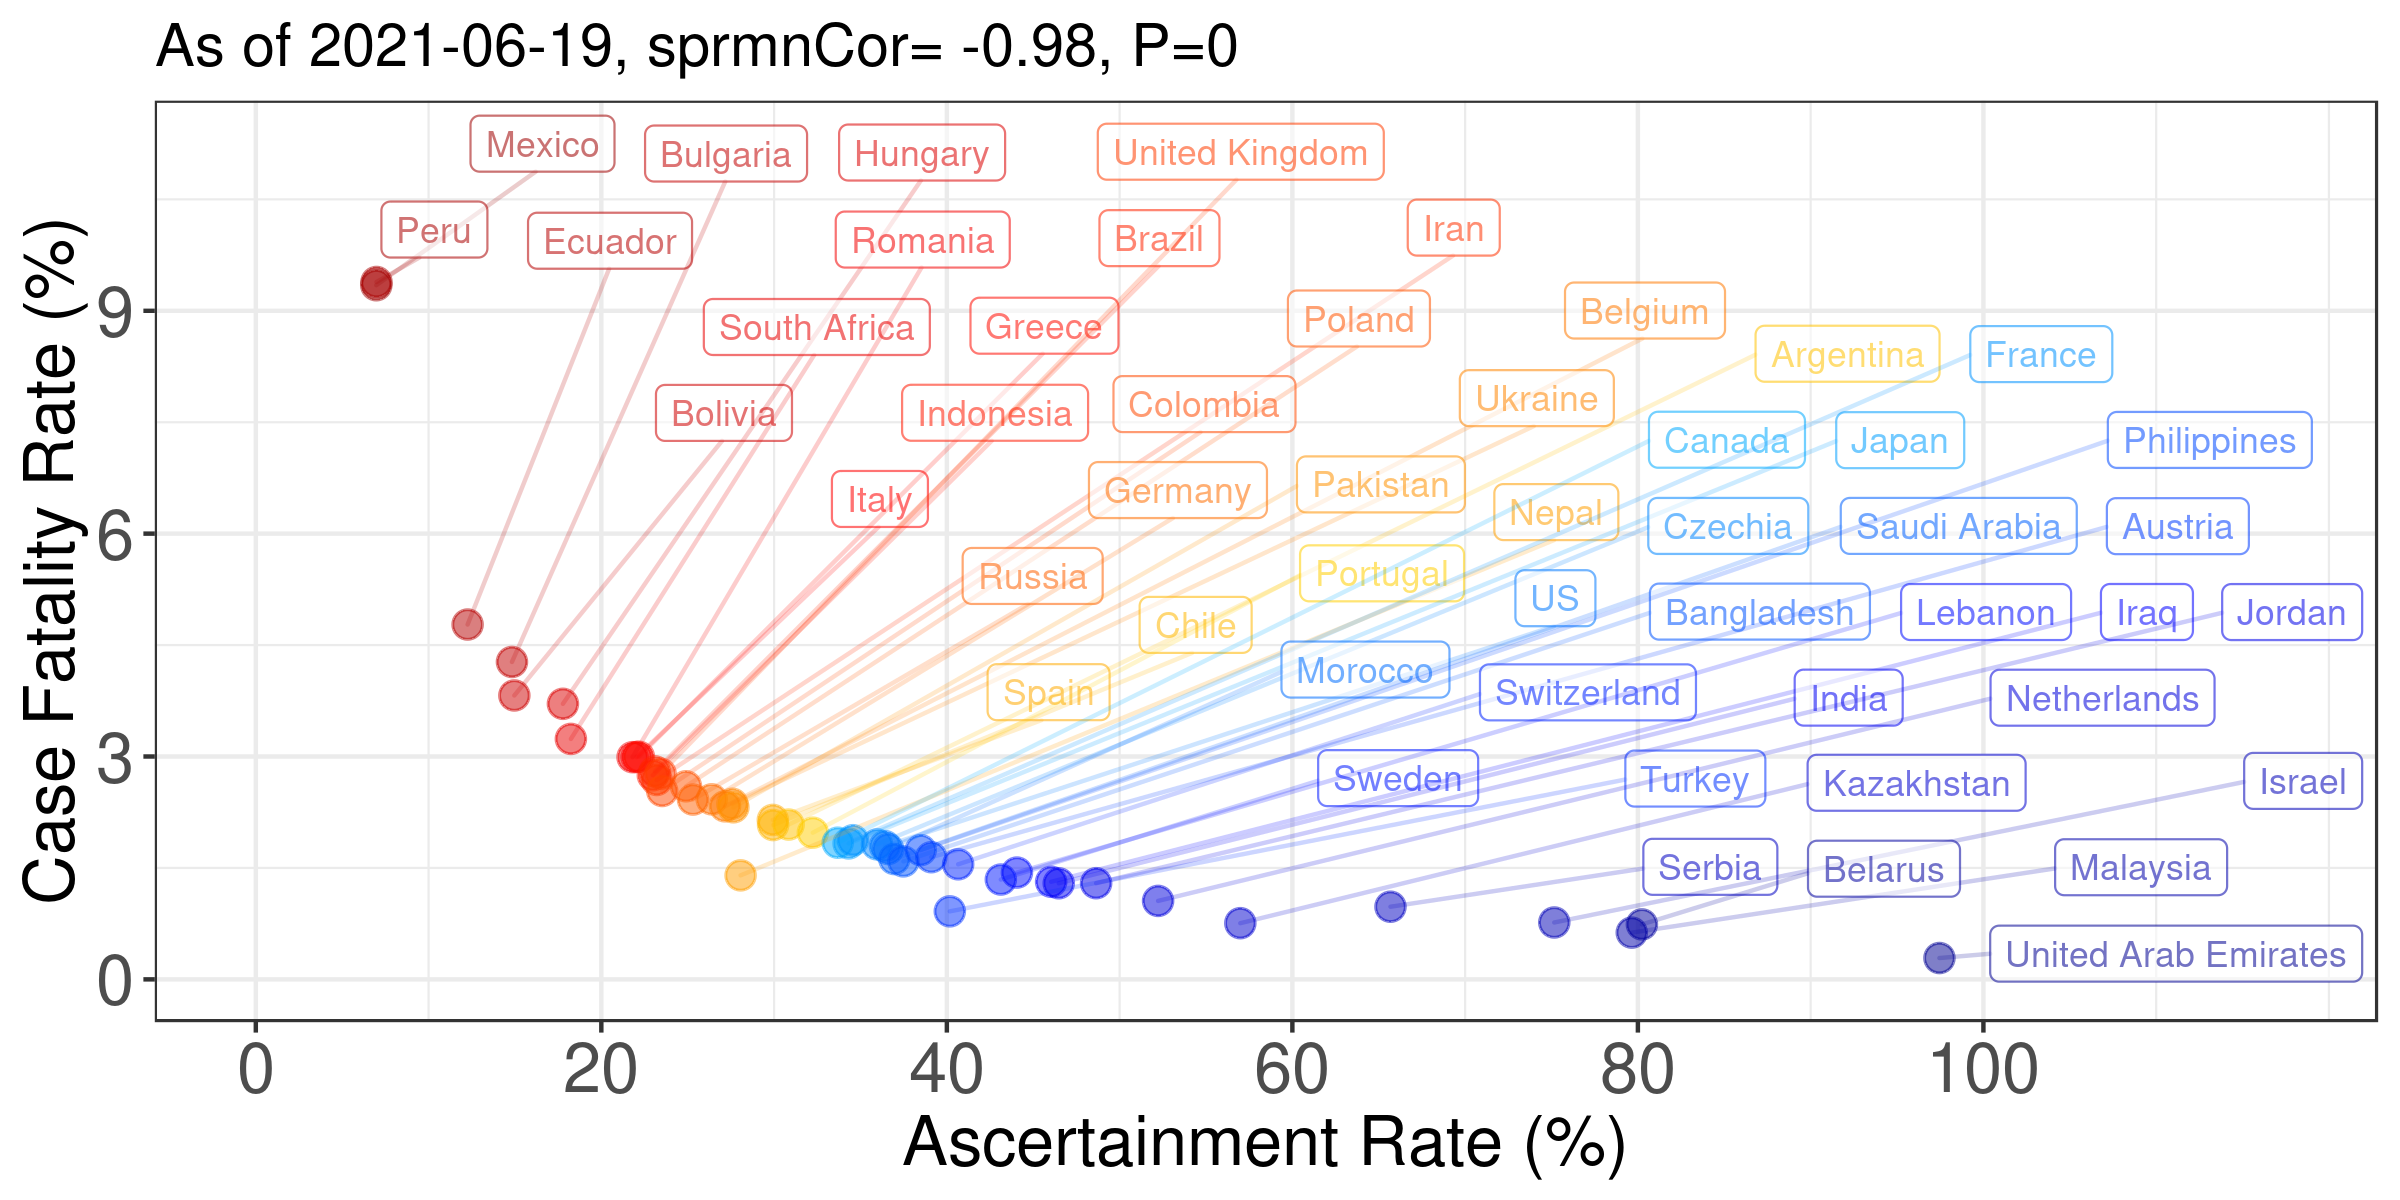 As of 2021-06-19, sprmnCor= -0.98, P=0
Mexico
Bulgaria
Hungary
United Kingdom
Peru
Ecuador
Romania
Brazil
Iran
South Africa
Greece
Poland
Belgium
Argentina
France
Bolivia
Indonesia
Colombia
Ukraine
Canada
Japan
Philippines
Italy
Germany
Pakistan
Nepal
Czechia
Saudi Arabia
Austria
Russia
Portugal
US
Bangladesh
Lebanon
Iraq
Jordan
Chile
Spain
Morocco
Switzerland
India
Netherlands
Sweden
Turkey
Kazakhstan
Israel
Serbia
Belarus
Malaysia
United Arab Emirates
Case Fatality Rate (%)
9
6
3
0
0 20 40 60 80 100
Ascertainment Rate (%)